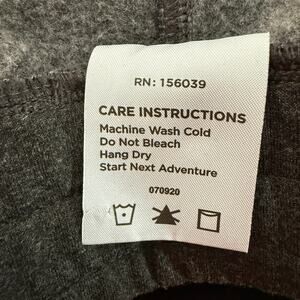 RN: 156039
CARE INSTRUCTIONS
Machine Wash Cold
Do Not Bleach
Hang Dry
Start Next Adventure
070920